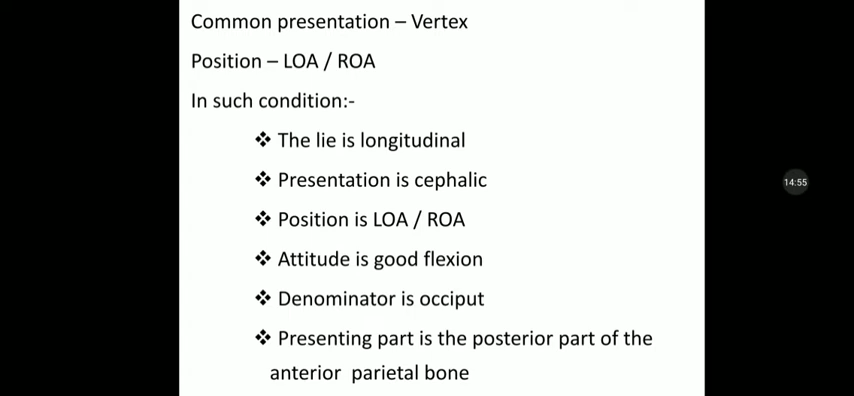 Common presentation – Vertex
Position – LOA / ROA
In such condition:-
❖ The lie is longitudinal
❖ Presentation is cephalic
❖ Position is LOA / ROA
❖ Attitude is good flexion
❖ Denominator is occiput
❖ Presenting part is the posterior part of the
anterior parietal bone
14:55